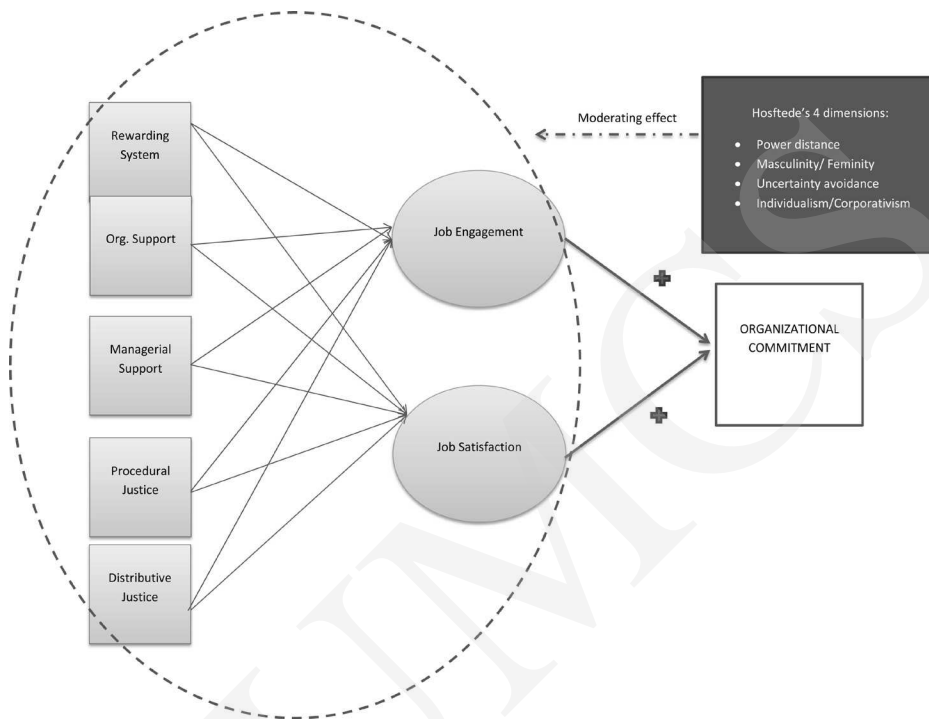 Rewarding
System
Org. Support
Managerial
Support
Procedural
Justice
Distributive
Justice
Job Engagement
Job Satisfaction
Moderating effect
Hosftede's 4 dimensions:
• Power distance
• Masculinity/ Feminity
• Uncertainty avoidance
• Individualism/Corporativism
ORGANIZATIONAL
COMMITMENT
UMCS